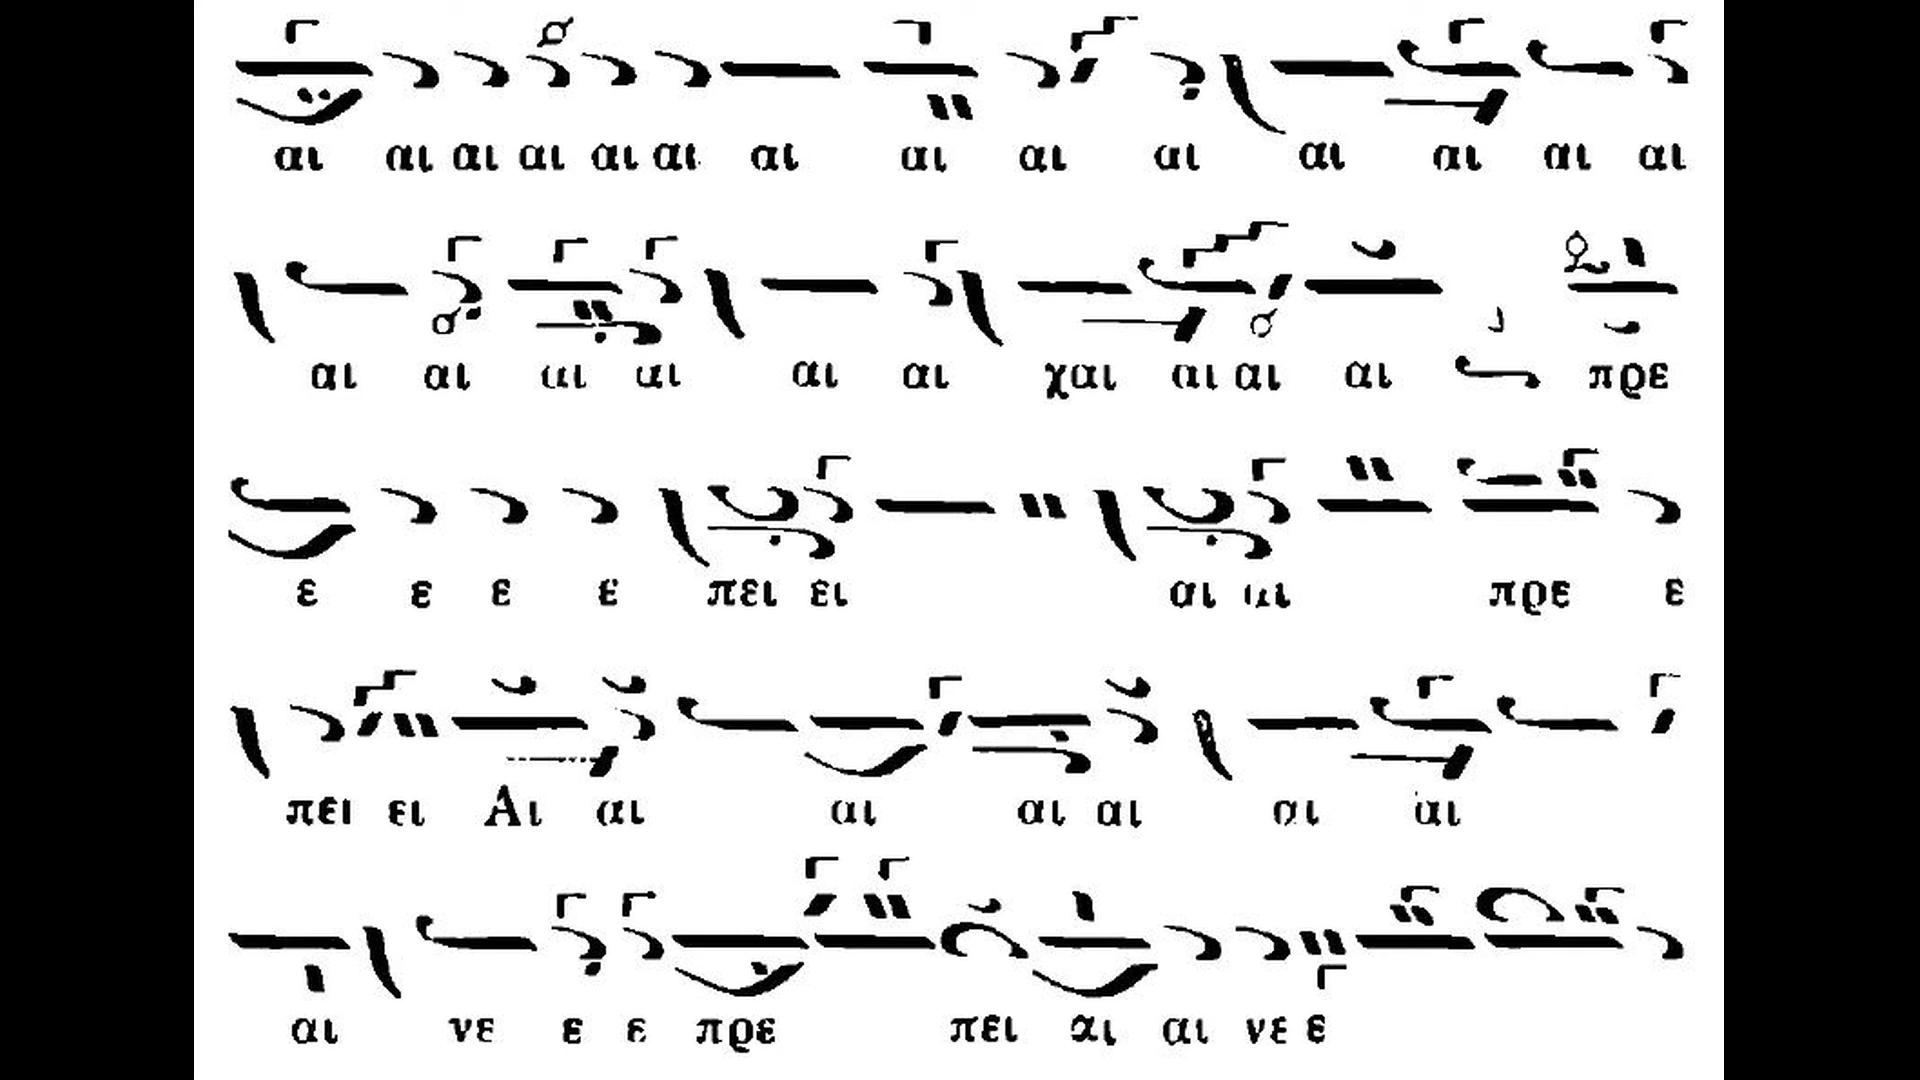 αι αι αι αι αι αι αι αι αι αι αι αι αι αι
αι αι αι αι αι αι χαι αι αι αι πρε
ε ε ε ε πει ει αι αι πρε ε
πει ει Αι αι αι αι αι αι αι
αι νε ε ε πρε πει αι αι νε ε